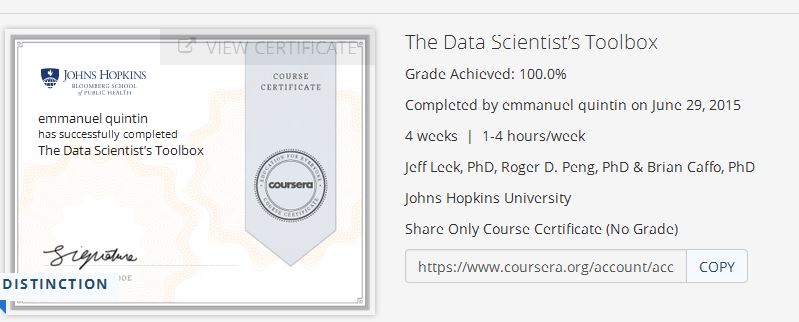 VIEW CERTIFICATE
JOHNS HOPKINS
BLOOMBERG SCHOOL
of PUBLIC HEALTH
emmanuel quintin
has successfully completed
The Data Scientist's Toolbox
COURSE
CERTIFICATE
EDUCATION FOR EVERYONE
coursera
COURSE CERTIFICATE
Signature
DOE
DISTINCTION
The Data Scientist's Toolbox
Grade Achieved: 100.0%
Completed by emmanuel quintin on June 29, 2015
4 weeks | 1-4 hours/week
Jeff Leek, PhD, Roger D. Peng, PhD & Brian Caffo, PhD
Johns Hopkins University
Share Only Course Certificate (No Grade)
https://www.coursera.org/account/acc COPY